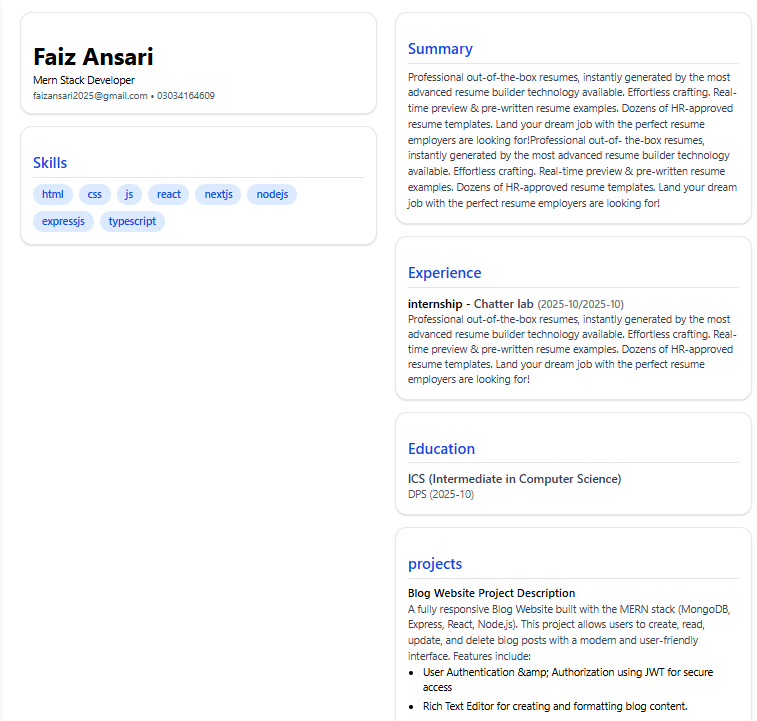 Faiz Ansari
Mern Stack Developer
faizansari2025@gmail.com • 03034164609
Skills
html css js react nextjs nodejs
expressjs typescript
Summary
Professional out-of-the-box resumes, instantly generated by the most
advanced resume builder technology available. Effortless crafting. Real-
time preview & pre-written resume examples. Dozens of HR-approved
resume templates. Land your dream job with the perfect resume
employers are looking for!Professional out-of- the-box resumes,
instantly generated by the most advanced resume builder technology
available. Effortless crafting. Real-time preview & pre-written resume
examples. Dozens of HR-approved resume templates. Land your dream
job with the perfect resume employers are looking for!
Experience
internship - Chatter lab (2025-10/2025-10)
Professional out-of-the-box resumes, instantly generated by the most
advanced resume builder technology available. Effortless crafting. Real-
time preview & pre-written resume examples. Dozens of HR-approved
resume templates. Land your dream job with the perfect resume
employers are looking for!
Education
ICS (Intermediate in Computer Science)
DPS (2025-10)
projects
Blog Website Project Description
A fully responsive Blog Website built with the MERN stack (MongoDB,
Express, React, Node.js). This project allows users to create, read,
update, and delete blog posts with a modern and user-friendly
interface. Features include:
• User Authentication &amp; Authorization using JWT for secure
access
• Rich Text Editor for creating and formatting blog content.